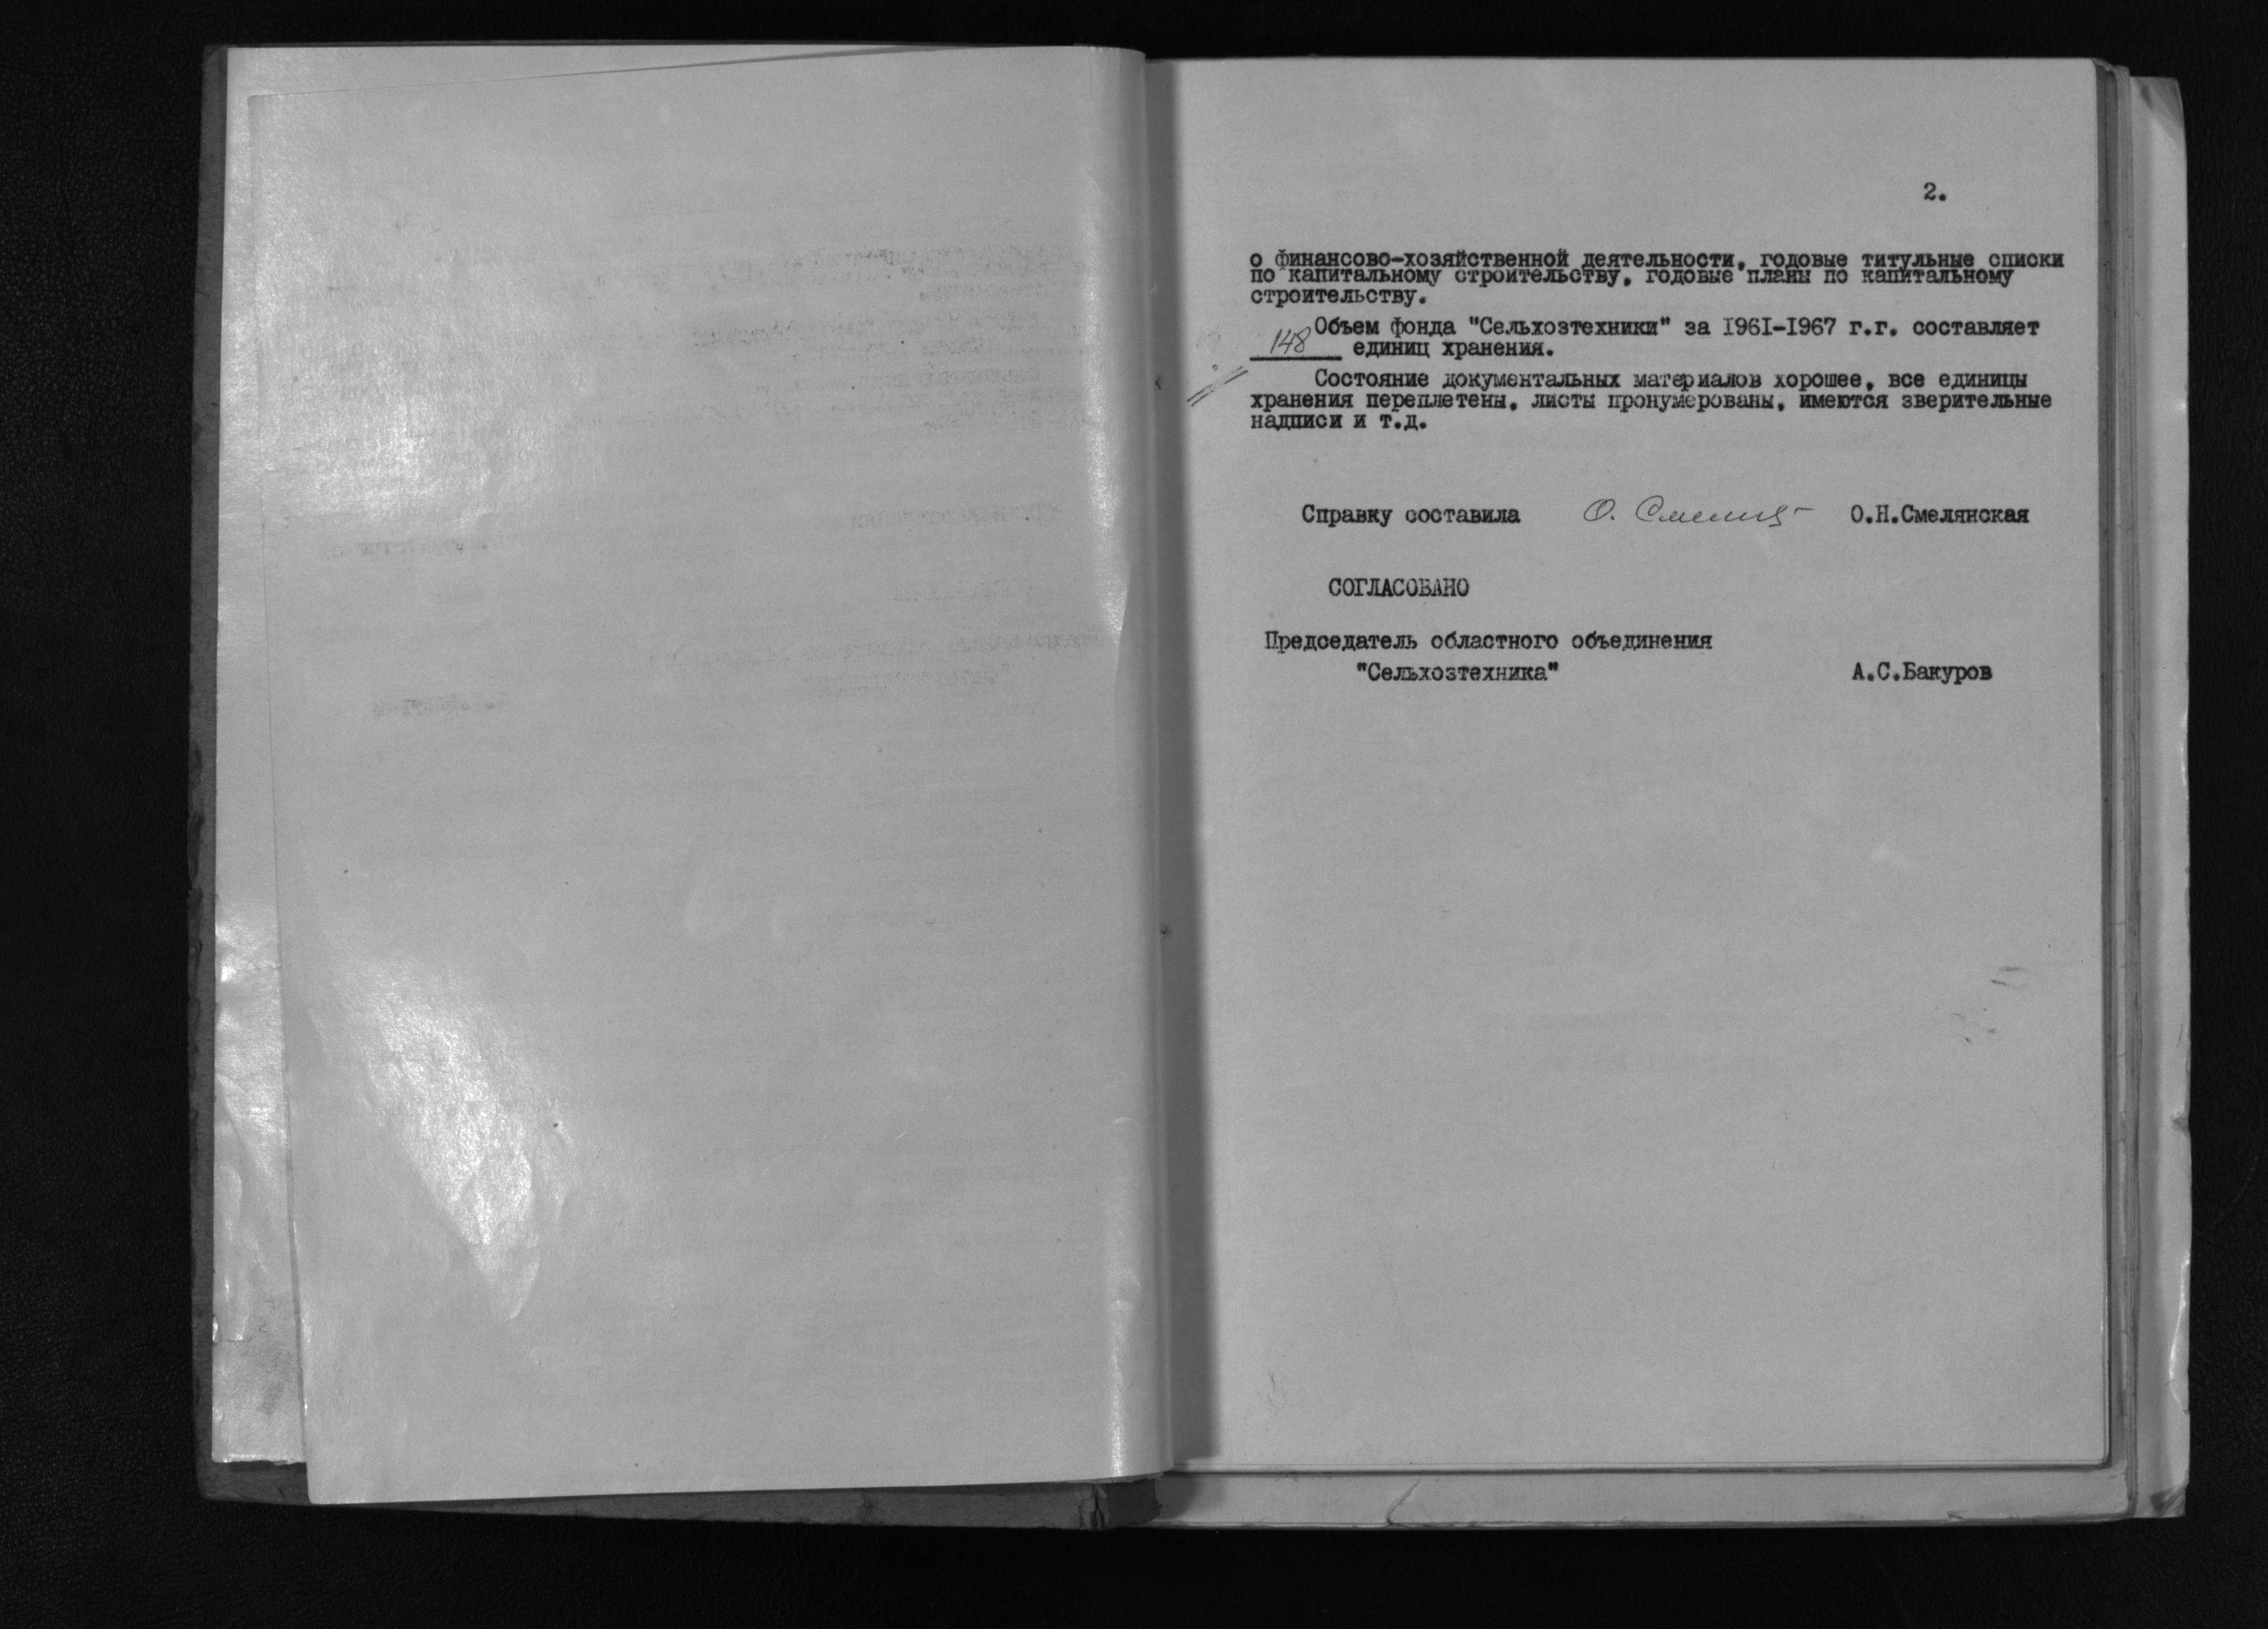 2.
о финансово-хозяйственной деятельности, годовые титульные списки
по капитальному строительству, годовые планы по капитальному
строительству.
Объем фонда "Сельхозтехники" за 1961-1967 г.г. составляет
148 единиц хранения.
Состояние документальных материалов хорошее, все единицы
хранения переплетены, листы пронумерованы, имеются зверительные
надписи и т.д.
Справку составила О. Смелянс О.Н.Смелянская
СОГЛАСОВАНО
Председатель областного объединения
"Сельхозтехника" А.С.Бакуров